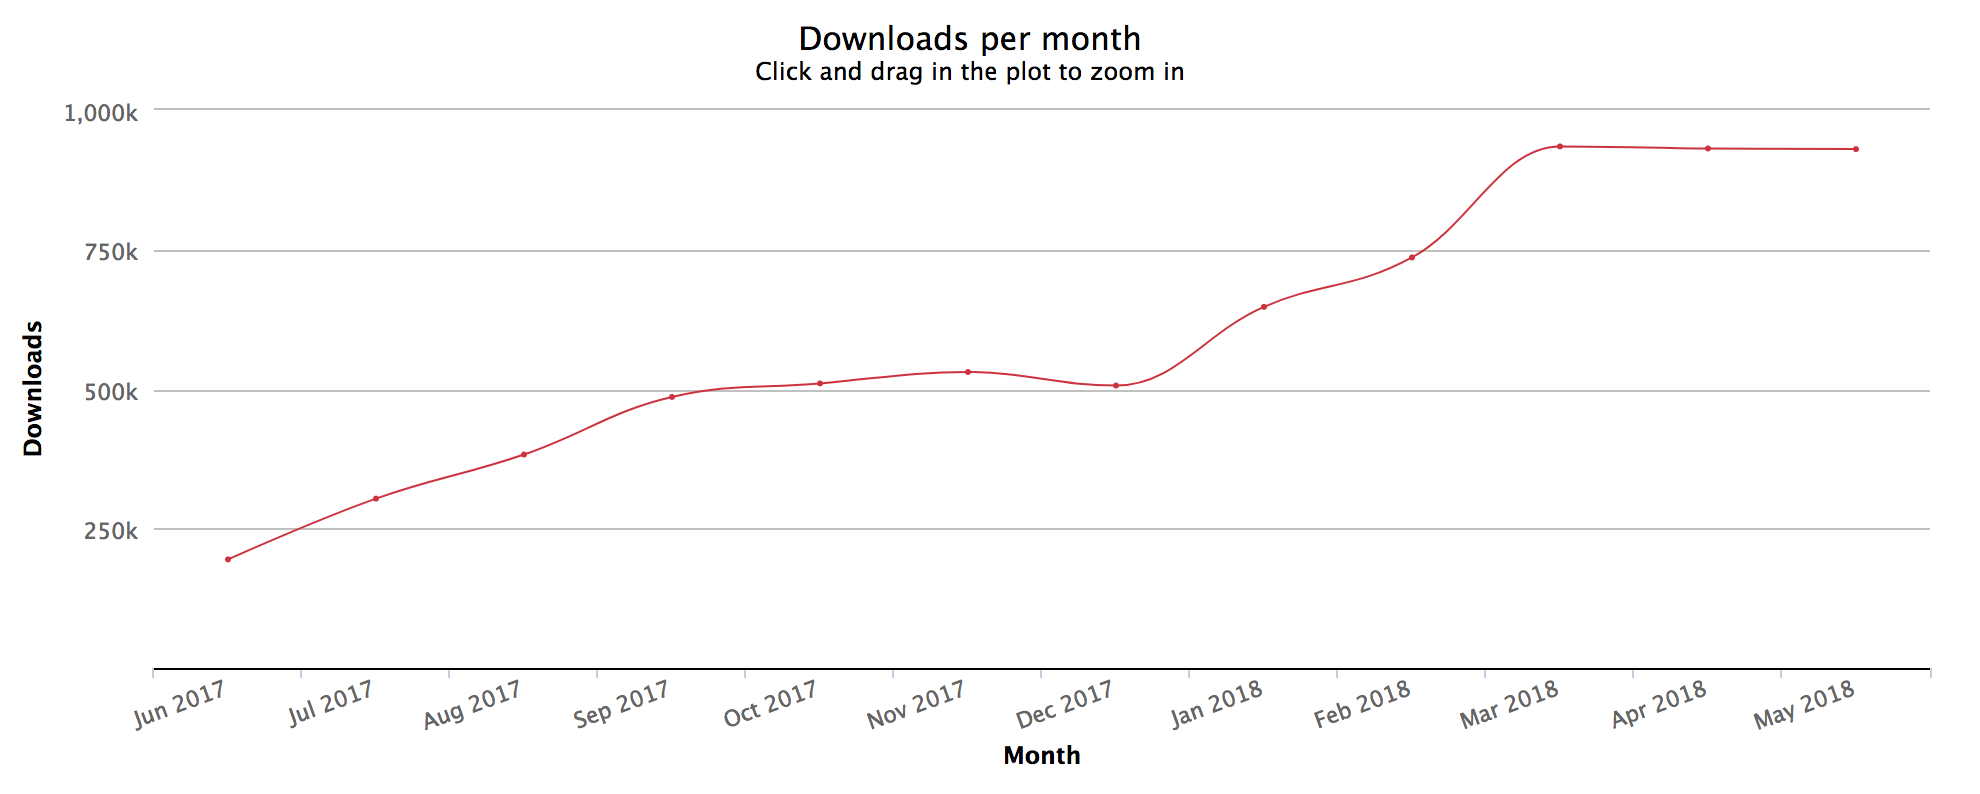 Downloads per month
Click and drag in the plot to zoom in
1,000k
750k
500k
250k
Downloads
Jun 2017
Jul 2017
Aug 2017
Sep 2017
Oct 2017
Nov 2017
Dec 2017
Jan 2018
Feb 2018
Mar 2018
Apr 2018
May 2018
Month